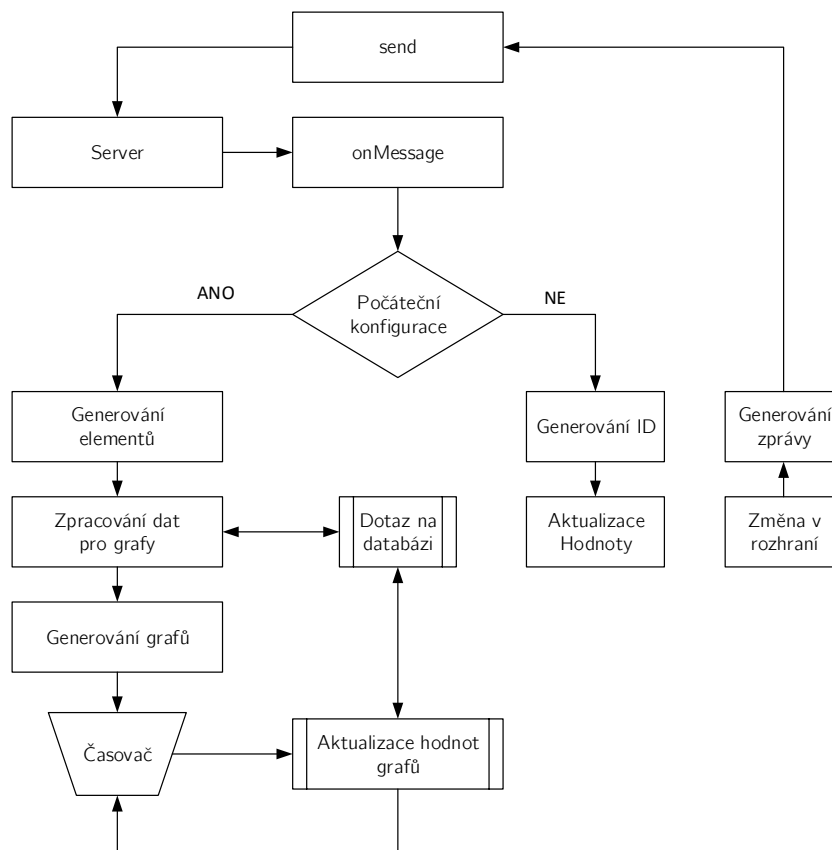 send
Server
onMessage
ANO
Počáteční
konfigurace
NE
Generování
elementů
Generování ID
Generování
zprávy
Zpracování dat
pro grafy
Dotaz na
databázi
Aktualizace
Hodnoty
Změna v
rozhraní
Generování grafů
Časovač
Aktualizace hodnot
grafů